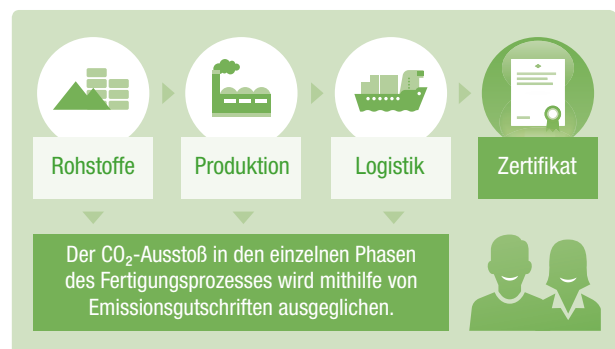 Rohstoffe
Produktion
Logistik
Zertifikat
Der CO₂-Ausstoß in den einzelnen Phasen
des Fertigungsprozesses wird mithilfe von
Emissionsgutschriften ausgeglichen.